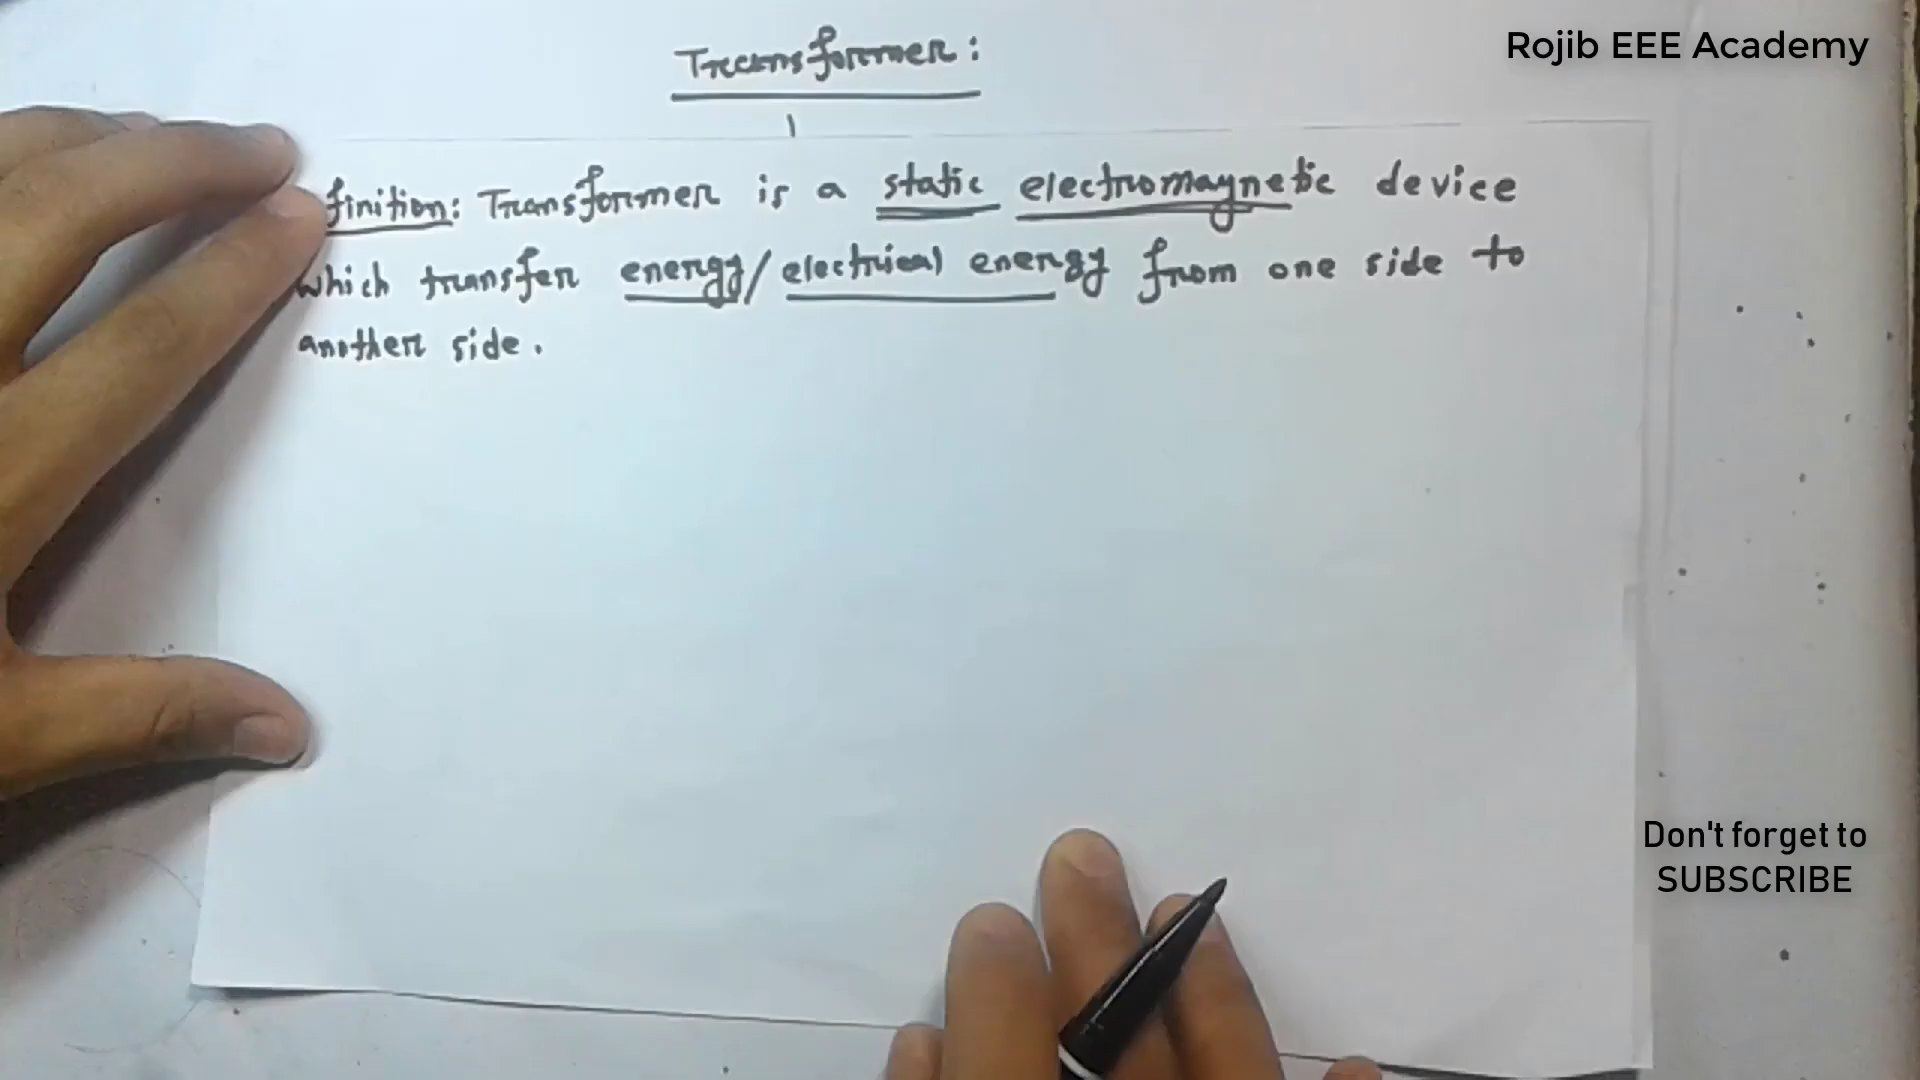 Transformer:
Rojib EEE Academy
finition: Transformer is a static electromagnetic device
which transfer energy/electrical energy from one side to
another side.
Don't forget to
SUBSCRIBE